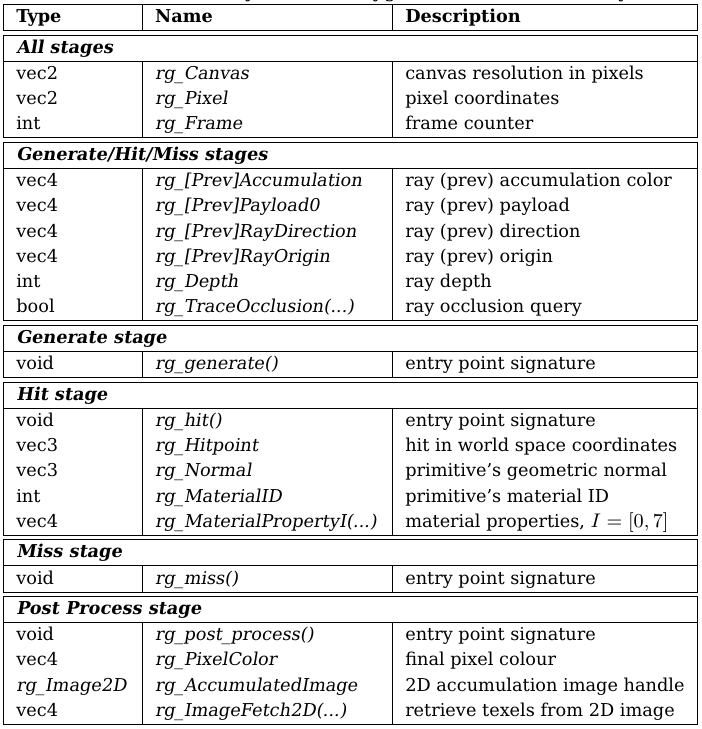 Type Name Description
All stages
vec2 rg_Canvas canvas resolution in pixels
vec2 rg_Pixel pixel coordinates
int rg_Frame frame counter
Generate/Hit/Miss stages
vec4 rg_[Prev]Accumulation ray (prev) accumulation color
vec4 rg_[Prev]Payload0 ray (prev) payload
vec4 rg_[Prev]RayDirection ray (prev) direction
vec4 rg_[Prev]RayOrigin ray (prev) origin
int rg_Depth ray depth
bool rg_TraceOcclusion(...) ray occlusion query
Generate stage
void rg_generate() entry point signature
Hit stage
void rg_hit() entry point signature
vec3 rg_Hitpoint hit in world space coordinates
vec3 rg_Normal primitive’s geometric normal
int rg_MaterialID primitive’s material ID
vec4 rg_MaterialPropertyI(...) material properties, I = [0, 7]
Miss stage
void rg_miss() entry point signature
Post Process stage
void rg_post_process() entry point signature
vec4 rg_PixelColor final pixel colour
rg_Image2D rg_AccumulatedImage 2D accumulation image handle
vec4 rg_ImageFetch2D(...) retrieve texels from 2D image